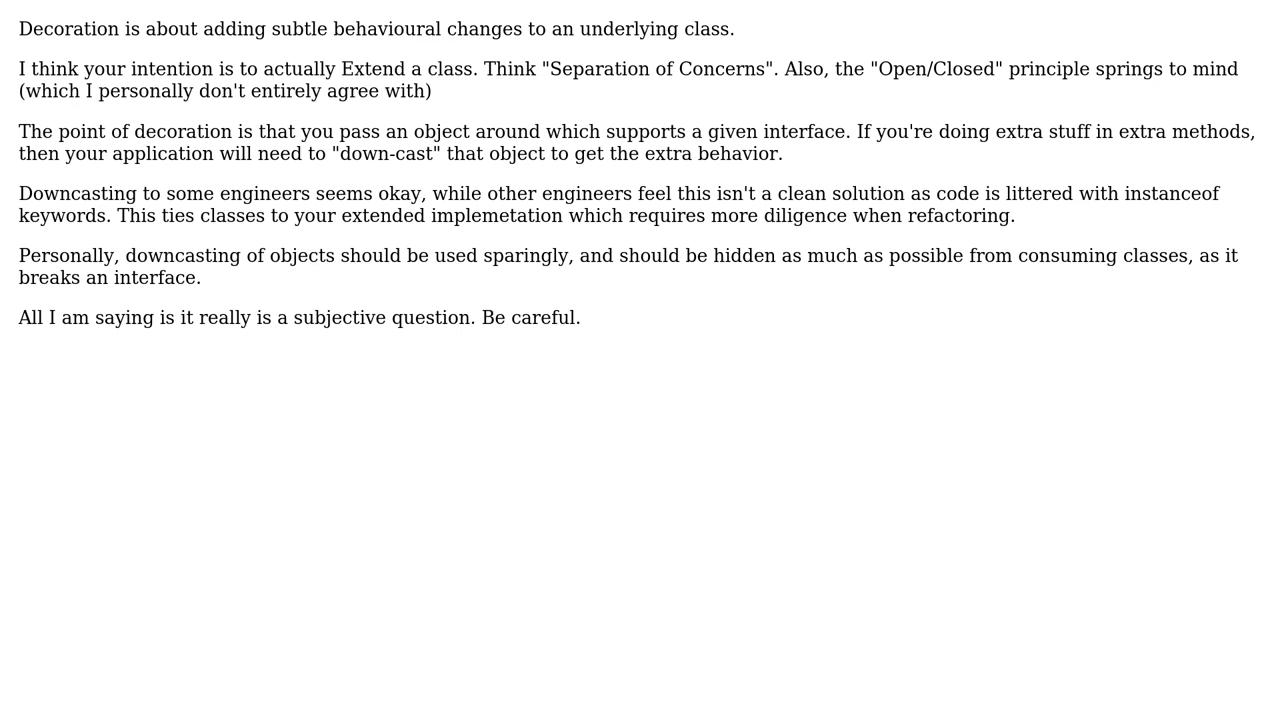 Decoration is about adding subtle behavioural changes to an underlying class.
I think your intention is to actually Extend a class. Think "Separation of Concerns". Also, the "Open/Closed" principle springs to mind
(which I personally don't entirely agree with)
The point of decoration is that you pass an object around which supports a given interface. If you're doing extra stuff in extra methods,
then your application will need to "down-cast" that object to get the extra behavior.
Downcasting to some engineers seems okay, while other engineers feel this isn't a clean solution as code is littered with instanceof
keywords. This ties classes to your extended implemetation which requires more diligence when refactoring.
Personally, downcasting of objects should be used sparingly, and should be hidden as much as possible from consuming classes, as it
breaks an interface.
All I am saying is it really is a subjective question. Be careful.